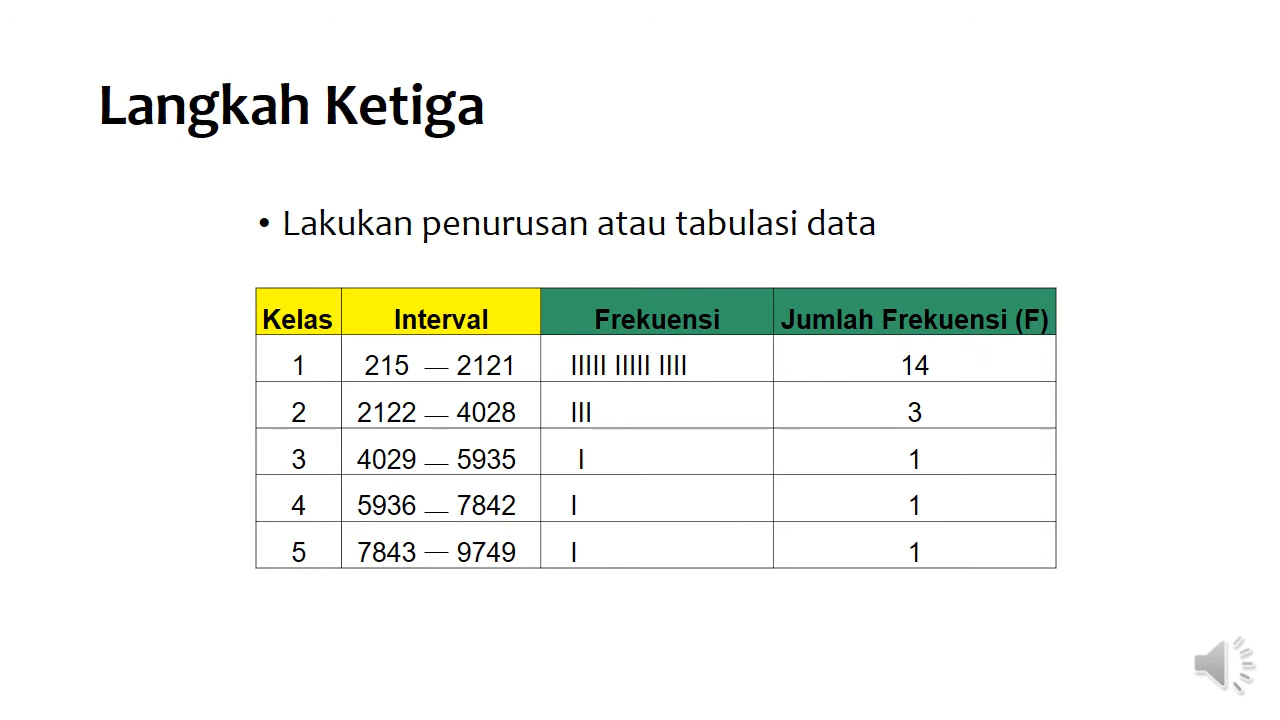 Langkah Ketiga
• Lakukan penurusan atau tabulasi data
Kelas Interval Frekuensi Jumlah Frekuensi (F)
1 215 — 2121 IIIII IIIII IIII 14
2 2122 — 4028 III 3
3 4029 — 5935 I 1
4 5936 — 7842 I 1
5 7843 — 9749 I 1